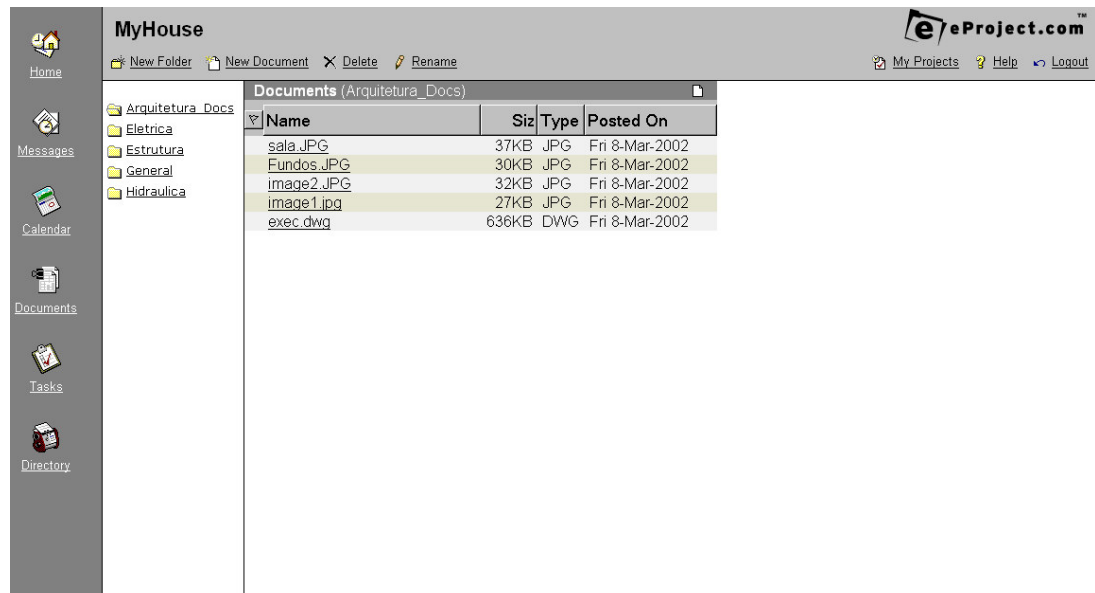 MyHouse
eProject.com™
New Folder New Document Delete Rename
My Projects Help Logout
Home
Messages
Calendar
Documents
Tasks
Directory
Arquitetura_Docs
Eletrica
Estrutura
General
Hidraulica
Documents (Arquitetura_Docs)
Name Siz Type Posted On
sala.JPG 37KB JPG Fri 8-Mar-2002
Fundos.JPG 30KB JPG Fri 8-Mar-2002
image2.JPG 32KB JPG Fri 8-Mar-2002
image1.jpg 27KB JPG Fri 8-Mar-2002
exec.dwg 636KB DWG Fri 8-Mar-2002